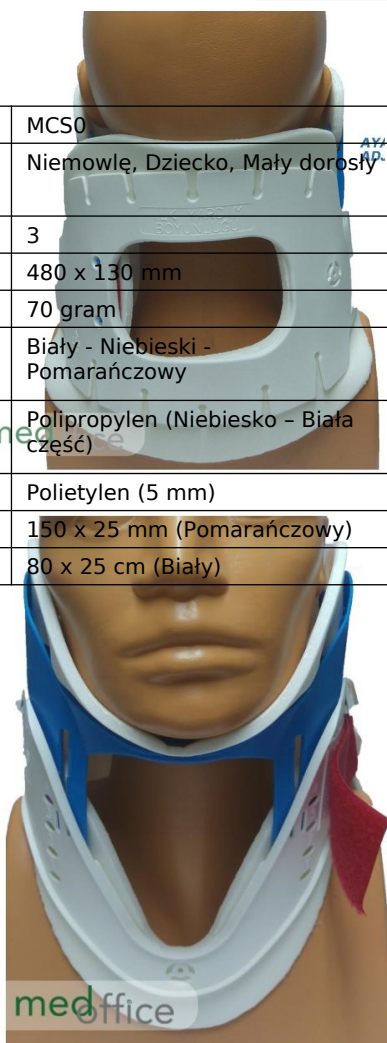 MCS0
Niemowlę, Dziecko, Mały dorosły
3
480 x 130 mm
70 gram
Biały - Niebieski -
Pomarańczowy
Polipropylen (Niebiesko – Biała
część)
Polietylen (5 mm)
150 x 25 mm (Pomarańczowy)
80 x 25 cm (Biały)
medoffice